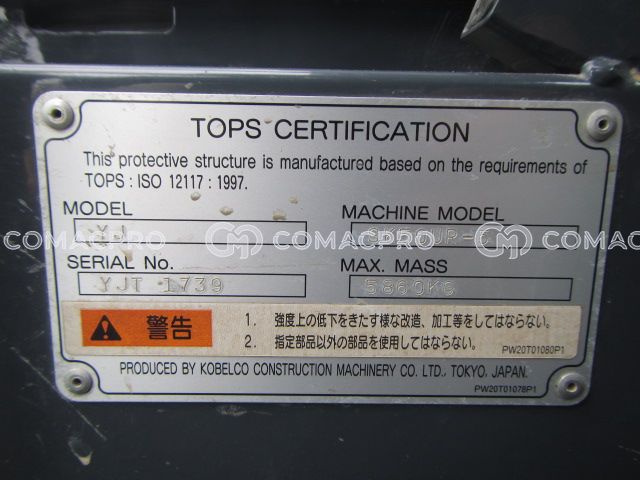 TOPS CERTIFICATION
This protective structure is manufactured based on the requirements of
TOPS : ISO 12117 : 1997.
MODEL MACHINE MODEL
YJ
COMACPRO COMACPRO COMACPRO
SERIAL No. MAX. MASS
YJT 1739 5860KG
警告
1. 強度上の低下をきたす様な改造、加工等をしてはならない。
2. 指定部品以外の部品を使用してはならない。
PW20T01080P1
PRODUCED BY KOBELCO CONSTRUCTION MACHINERY CO. LTD., TOKYO, JAPAN.
PW20T01078P1